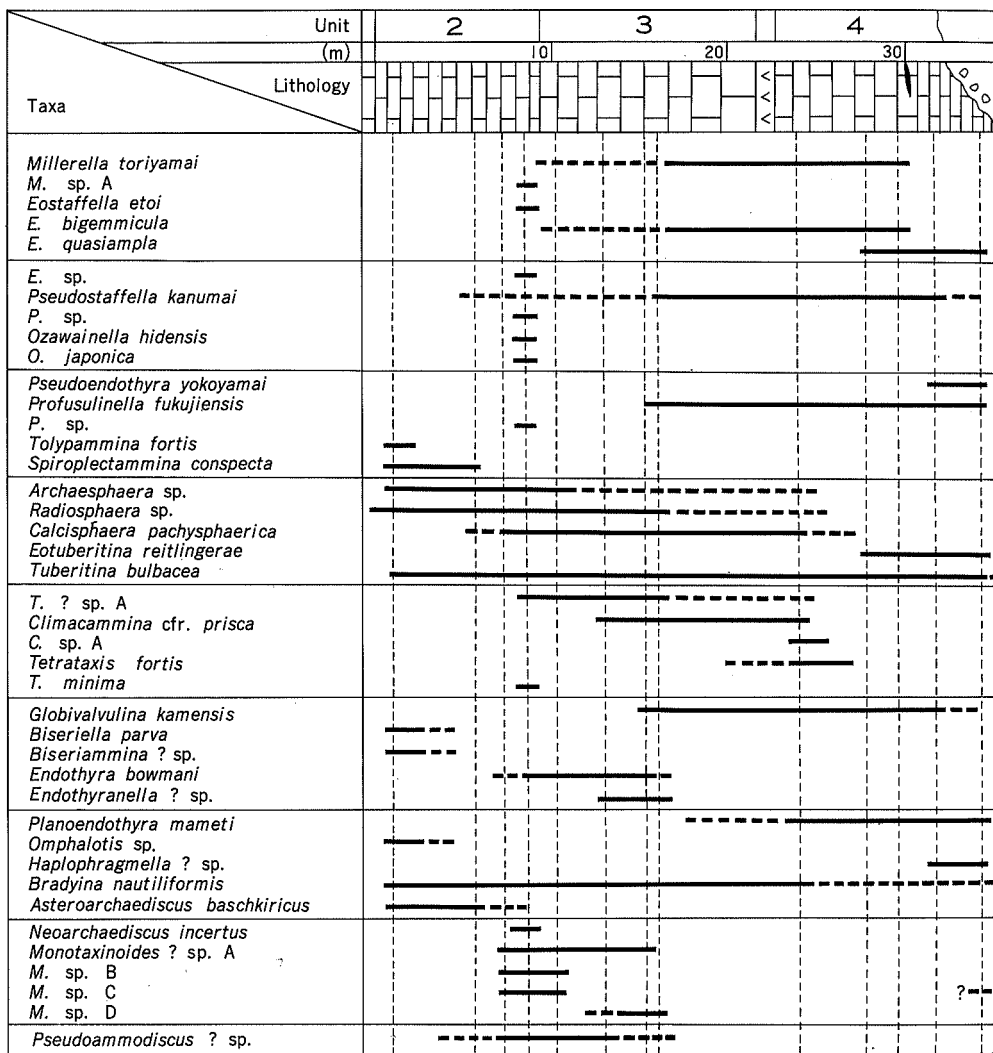 Unit 2 3 4
(m) 10 20 30
Lithology
Taxa
Millerella toriyamai
M. sp. A
Eostaffella etoi
E. bigemmicula
E. quasiampla
E. sp.
Pseudostaffella kanumai
P. sp.
Ozawainella hidensis
O. japonica
Pseudoendothyra yokoyamai
Profusulinella fukujiensis
P. sp.
Tolypammina fortis
Spiroplectammina conspecta
Archaesphaera sp.
Radiosphaera sp.
Calcisphaera pachysphaerica
Eotuberitina reitlingerae
Tuberitina bulbacea
T. ? sp. A
Climacammina cfr. prisca
C. sp. A
Tetrataxis fortis
T. minima
Globivalvulina kamensis
Biseriella parva
Biseriammina ? sp.
Endothyra bowmani
Endothyranella ? sp.
Planoendothyra mameti
Omphalotis sp.
Haplophragmella ? sp.
Bradyina nautiliformis
Asteroarchaediscus baschkiricus
Neoarchaediscus incertus
Monotaxinoides ? sp. A
M. sp. B
M. sp. C ?
M. sp. D
Pseudoammodiscus ? sp.